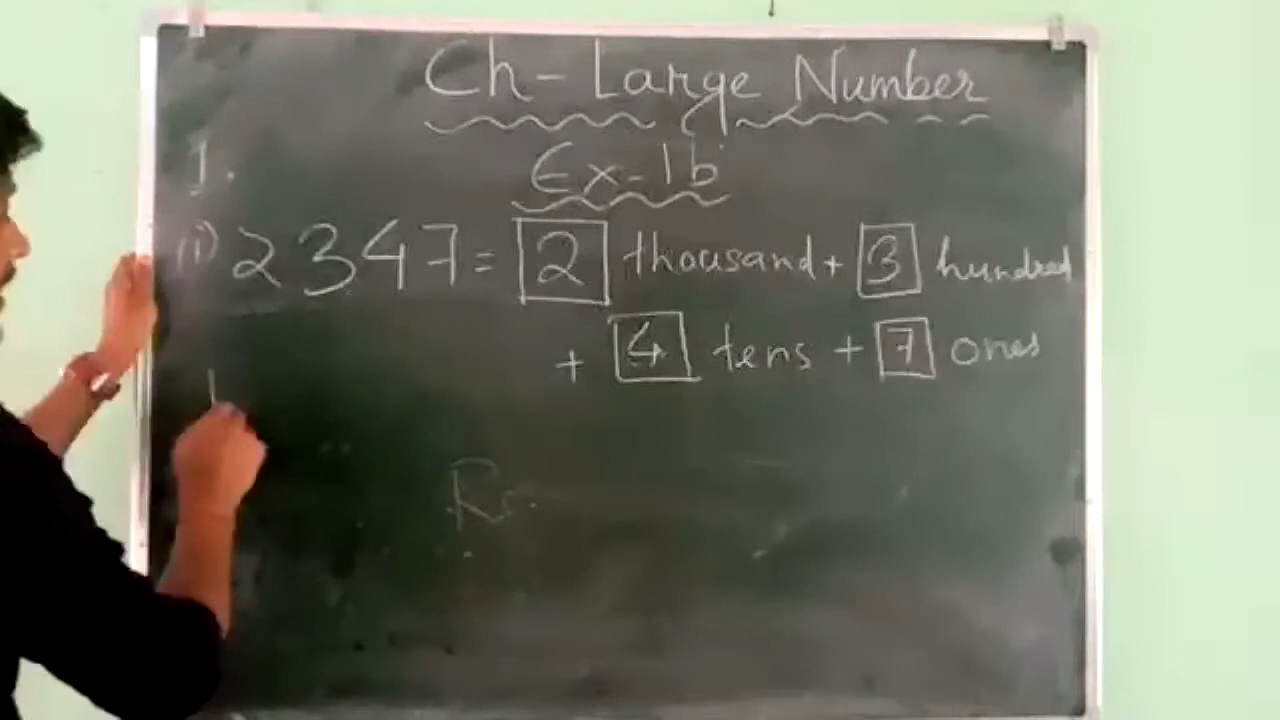 Ch-Large Number
Ex-1b
1.
(i) 2347 = 2 thousand + 3 hundred
+ 4 tens + 7 ones